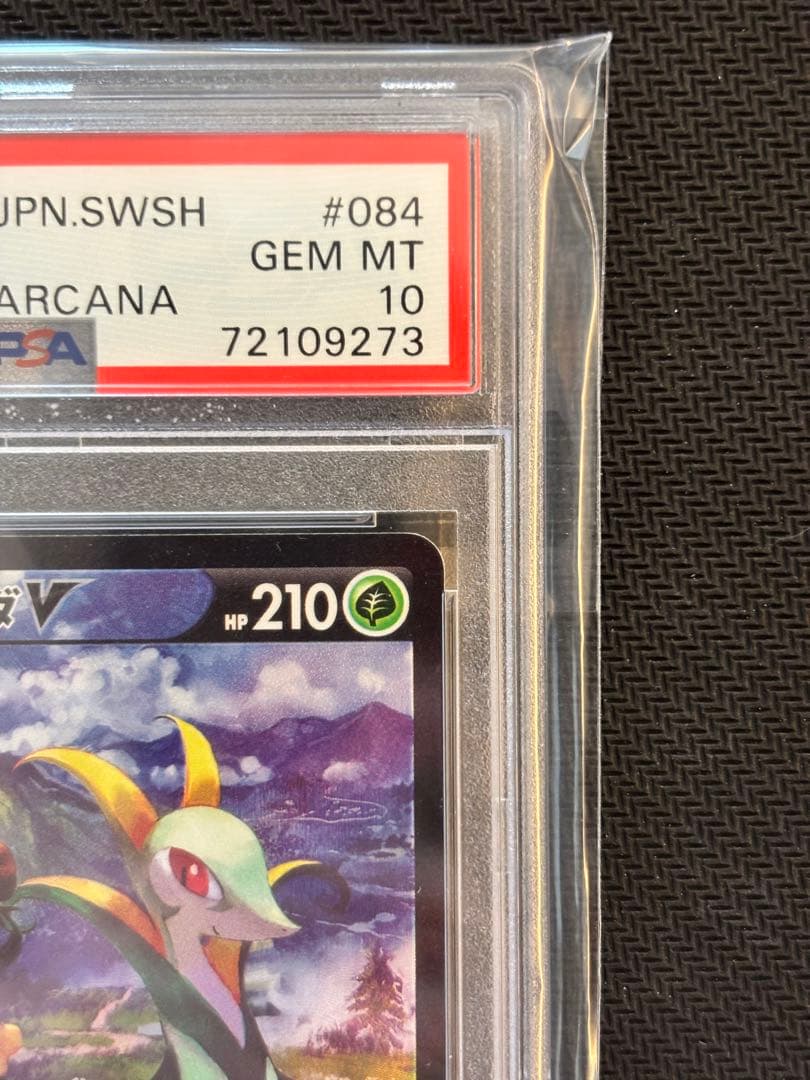 JPN.SWSH #084
GEM MT
ARCANA 10
PSA 72109273
V HP 210